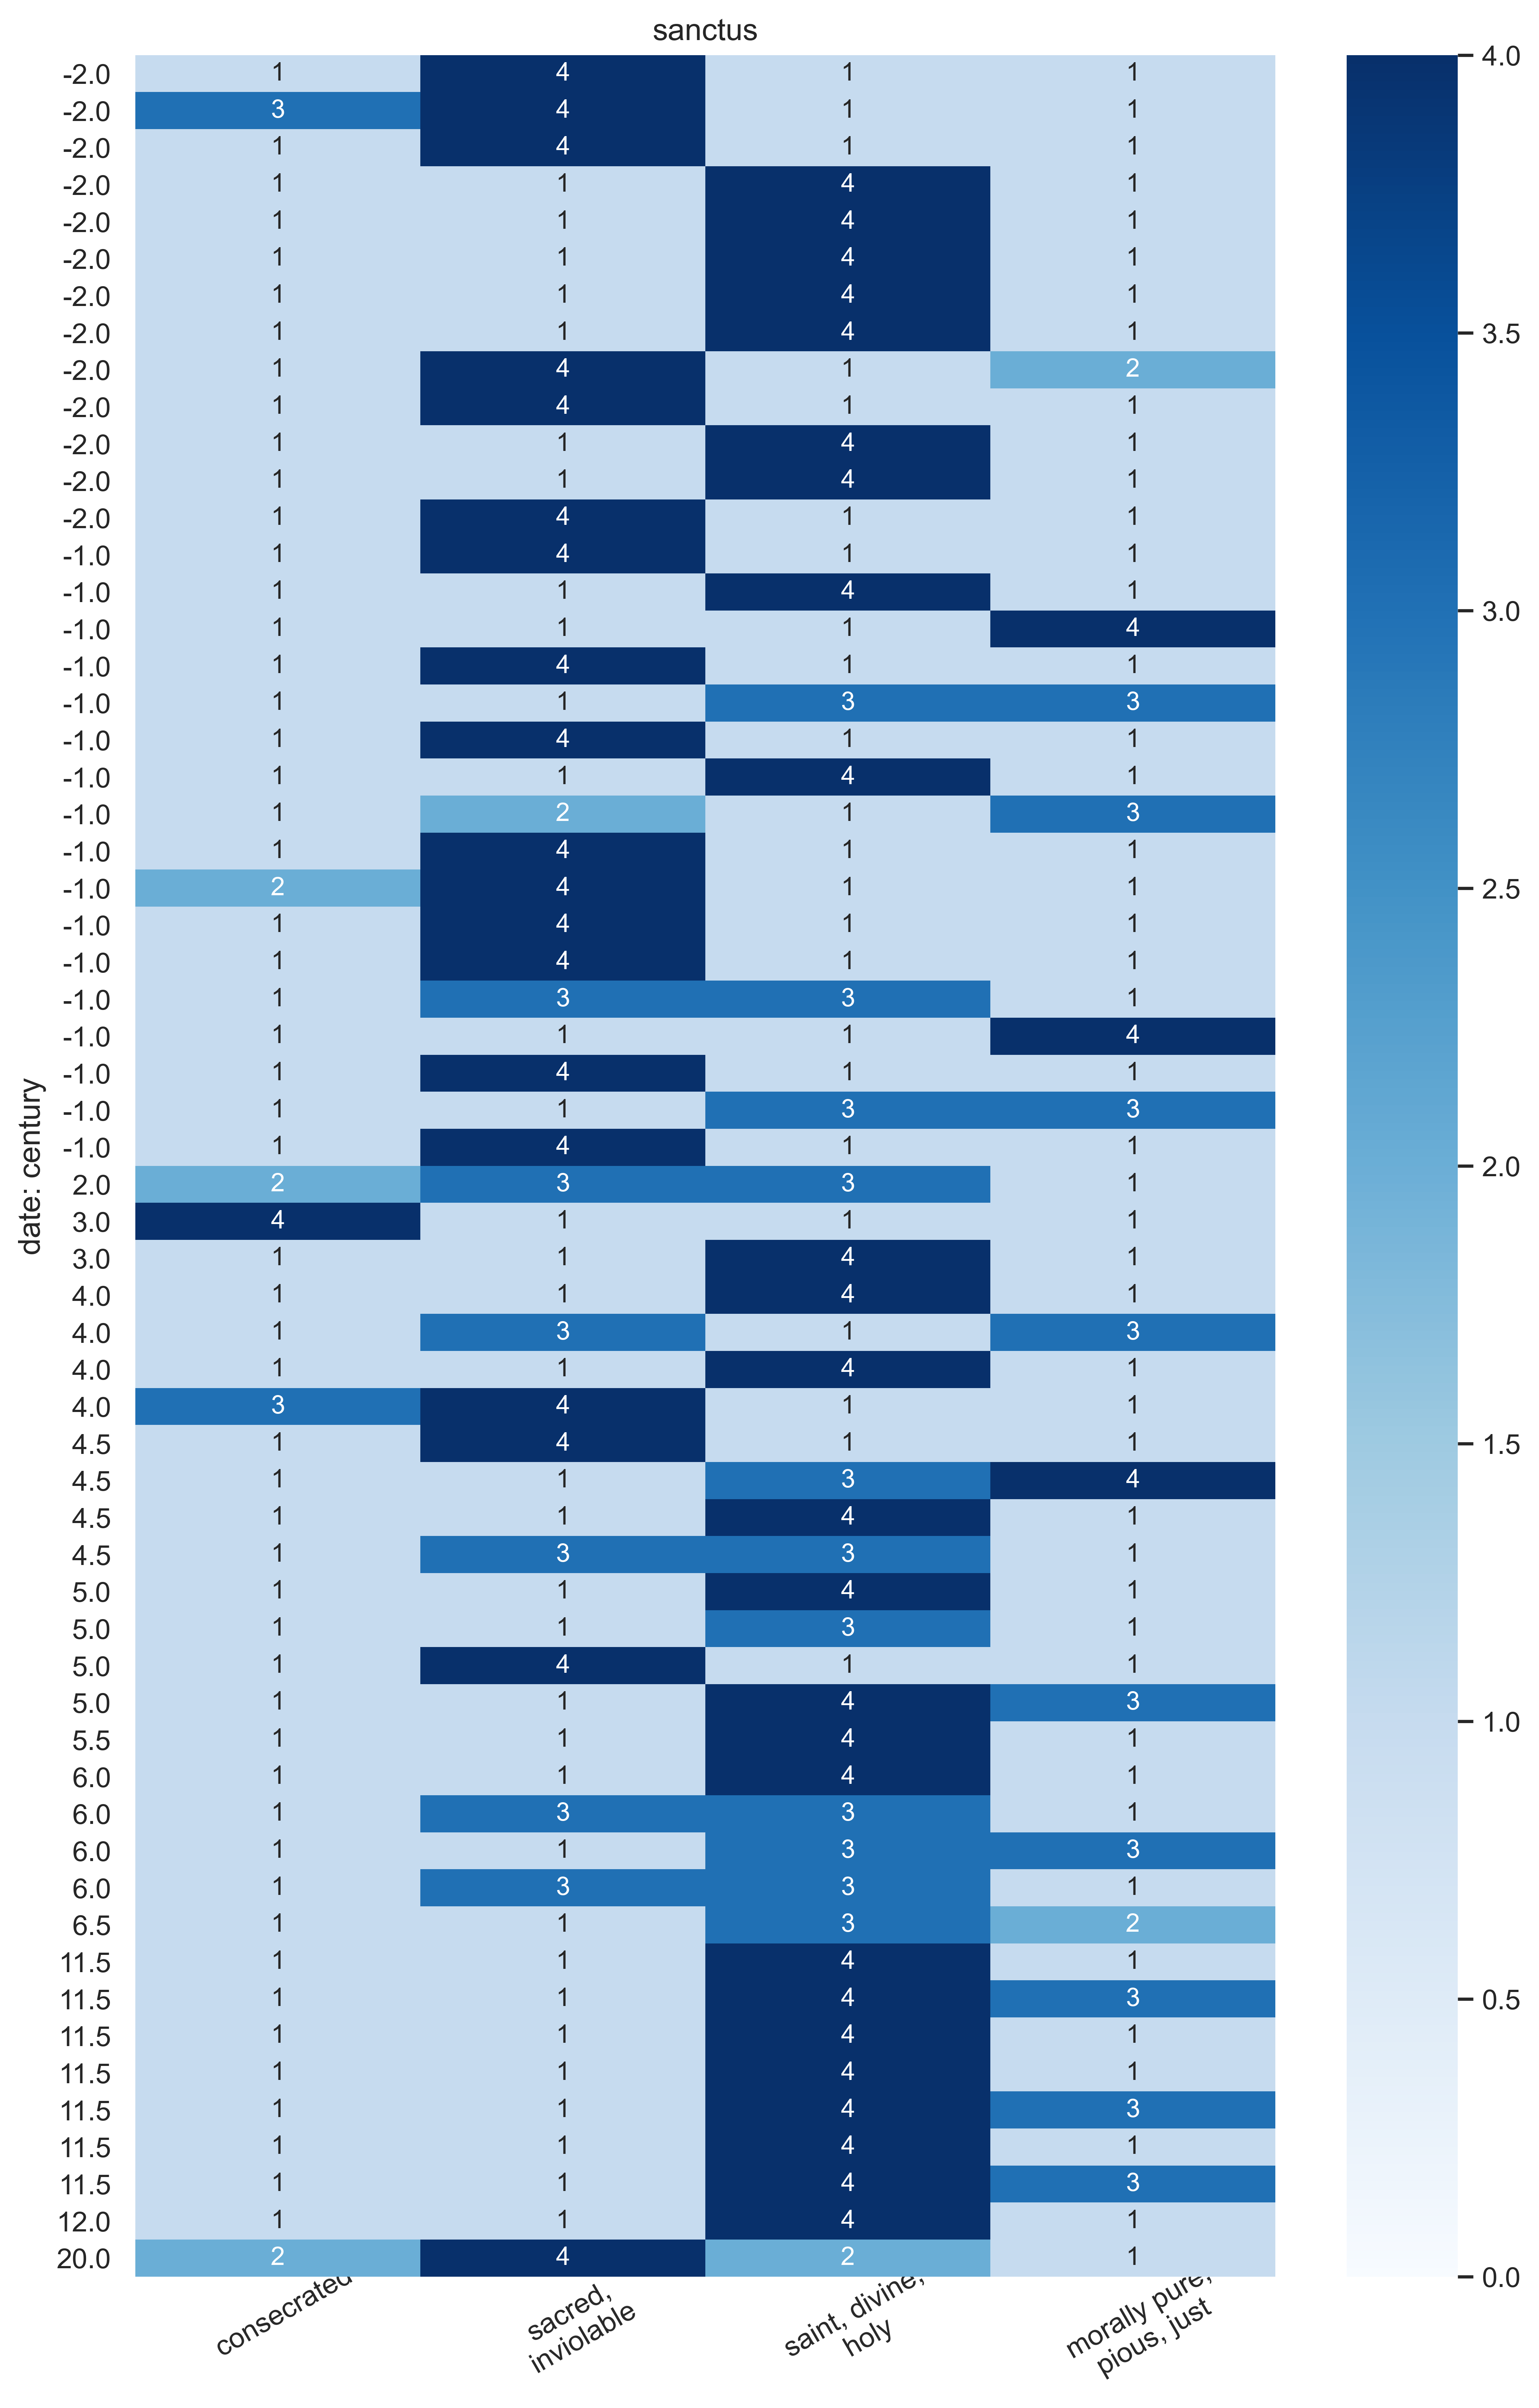 sanctus
-2.0 1 4 1 1 4.0
-2.0 3 4 1 1
-2.0 1 4 1 1
-2.0 1 1 4 1
-2.0 1 1 4 1
-2.0 1 1 4 1
-2.0 1 1 4 1
-2.0 1 1 4 1 3.5
-2.0 1 4 1 2
-2.0 1 4 1 1
-2.0 1 1 4 1
-2.0 1 1 4 1
-2.0 1 4 1 1
-1.0 1 4 1 1
-1.0 1 1 4 1 3.0
-1.0 1 1 1 4
-1.0 1 4 1 1
-1.0 1 1 3 3
-1.0 1 4 1 1
-1.0 1 1 4 1
-1.0 1 2 1 3
-1.0 1 4 1 1
-1.0 2 4 1 1 2.5
-1.0 1 4 1 1
-1.0 1 4 1 1
-1.0 1 3 3 1
-1.0 1 1 1 4
-1.0 1 4 1 1
-1.0 1 1 3 3
-1.0 1 4 1 1
date: century
2.0 2 3 3 1 2.0
3.0 4 1 1 1
3.0 1 1 4 1
4.0 1 1 4 1
4.0 1 3 1 3
4.0 1 1 4 1
4.0 3 4 1 1
4.5 1 4 1 1 1.5
4.5 1 1 3 4
4.5 1 1 4 1
4.5 1 3 3 1
5.0 1 1 4 1
5.0 1 1 3 1
5.0 1 4 1 1
5.0 1 1 4 3 1.0
5.5 1 1 4 1
6.0 1 1 4 1
6.0 1 3 3 1
6.0 1 1 3 3
6.0 1 3 3 1
6.5 1 1 3 2
11.5 1 1 4 1
11.5 1 1 4 3 0.5
11.5 1 1 4 1
11.5 1 1 4 1
11.5 1 1 4 3
11.5 1 1 4 1
11.5 1 1 4 3
12.0 1 1 4 1
20.0 2 4 2 1 0.0
consecrated
sacred,
inviolable
saint, divine,
holy
morally pure,
pious, just